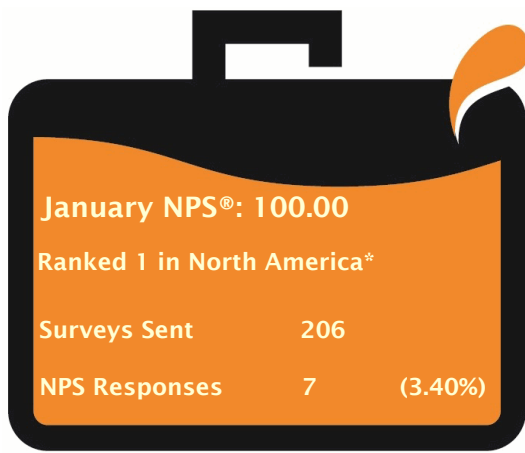 January NPS®: 100.00
Ranked 1 in North America*
Surveys Sent 206
NPS Responses 7 (3.40%)